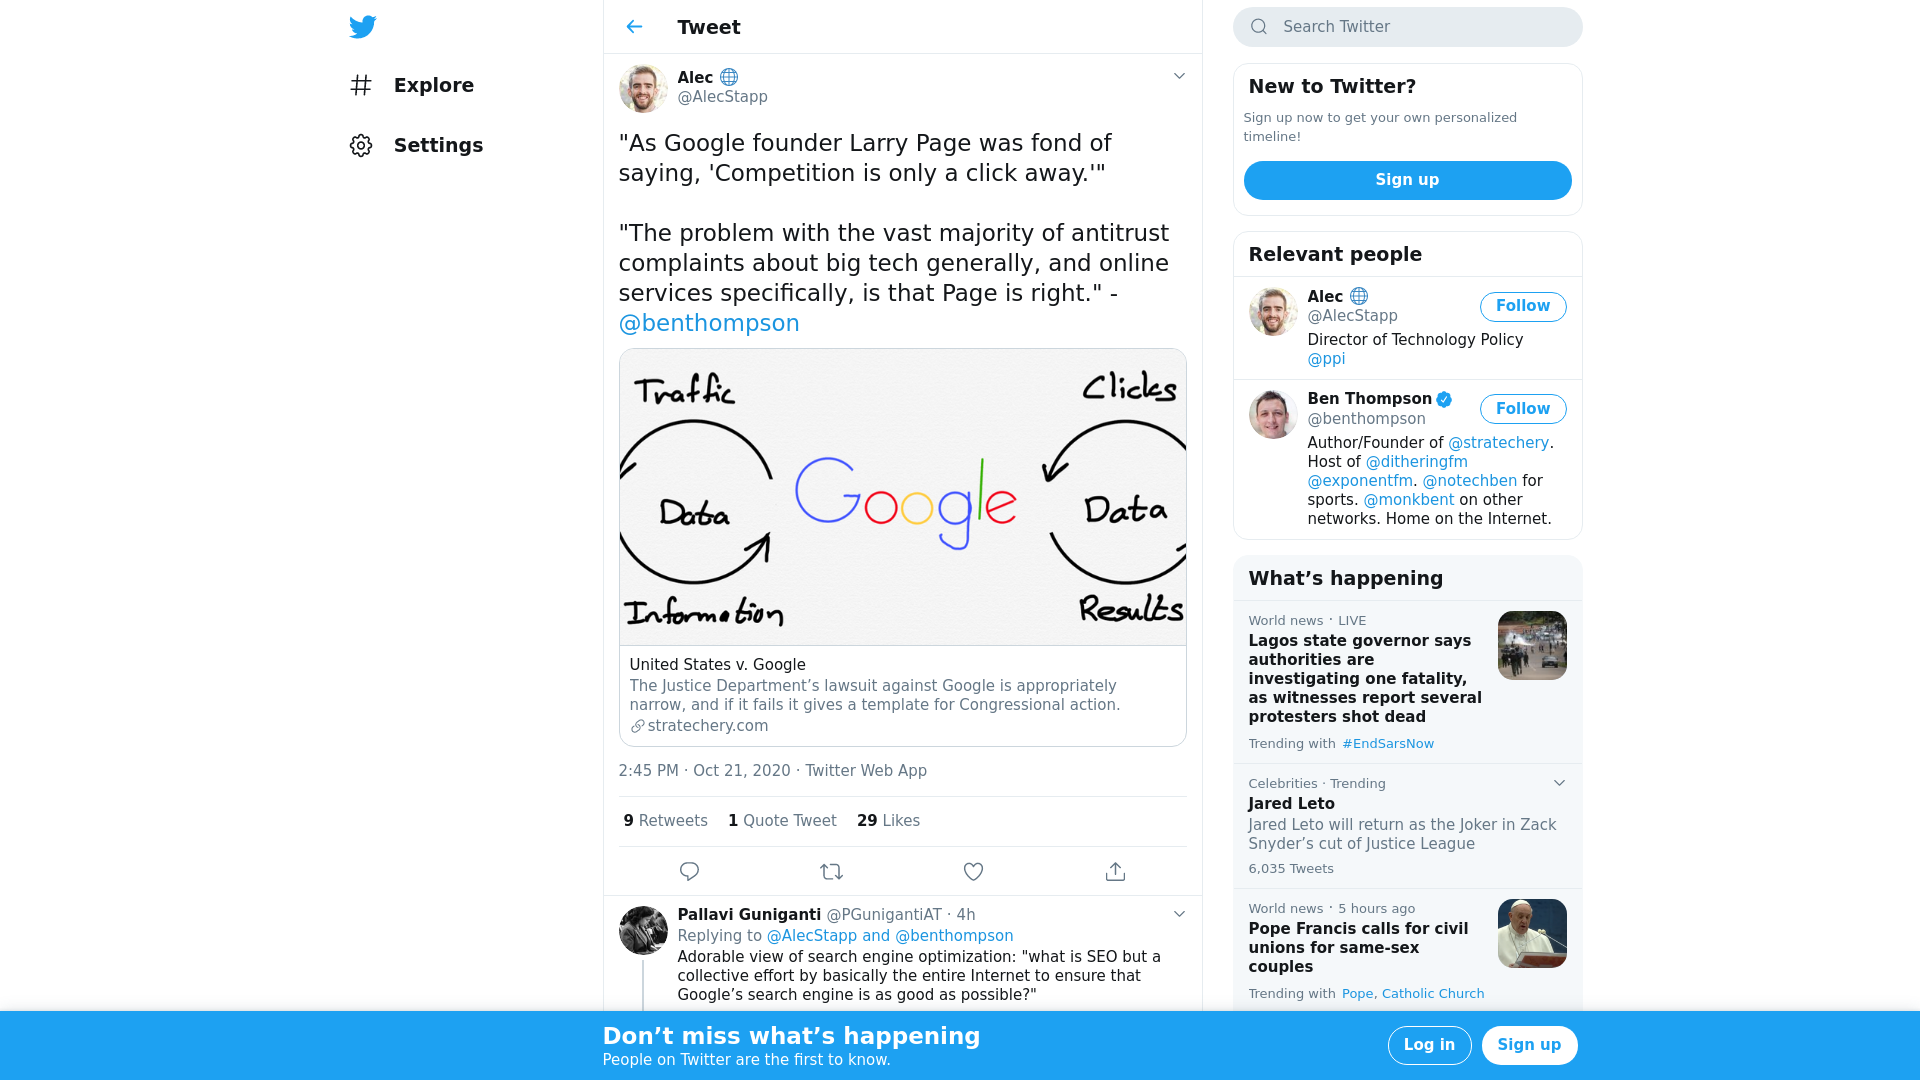 Explore
Settings
Tweet
Alec
@AlecStapp
"As Google founder Larry Page was fond of
saying, 'Competition is only a click away.'"
"The problem with the vast majority of antitrust
complaints about big tech generally, and online
services specifically, is that Page is right." -
@benthompson
Traffic
Data
Information
Google
Clicks
Data
Results
United States v. Google
The Justice Department’s lawsuit against Google is appropriately
narrow, and if it fails it gives a template for Congressional action.
stratechery.com
2:45 PM · Oct 21, 2020 · Twitter Web App
9 Retweets 1 Quote Tweet 29 Likes
Pallavi Guniganti @PGunigantiAT · 4h
Replying to @AlecStapp and @benthompson
Adorable view of search engine optimization: "what is SEO but a
collective effort by basically the entire Internet to ensure that
Google’s search engine is as good as possible?"
Search Twitter
New to Twitter?
Sign up now to get your own personalized
timeline!
Sign up
Relevant people
Alec
@AlecStapp
Follow
Director of Technology Policy
@ppi
Ben Thompson
@benthompson
Follow
Author/Founder of @stratechery.
Host of @ditheringfm
@exponentfm. @notechben for
sports. @monkbent on other
networks. Home on the Internet.
What’s happening
World news · LIVE
Lagos state governor says
authorities are
investigating one fatality,
as witnesses report several
protesters shot dead
Trending with #EndSarsNow
Celebrities · Trending
Jared Leto
Jared Leto will return as the Joker in Zack
Snyder’s cut of Justice League
6,035 Tweets
World news · 5 hours ago
Pope Francis calls for civil
unions for same-sex
couples
Trending with Pope, Catholic Church
Don’t miss what’s happening
People on Twitter are the first to know.
Log in
Sign up